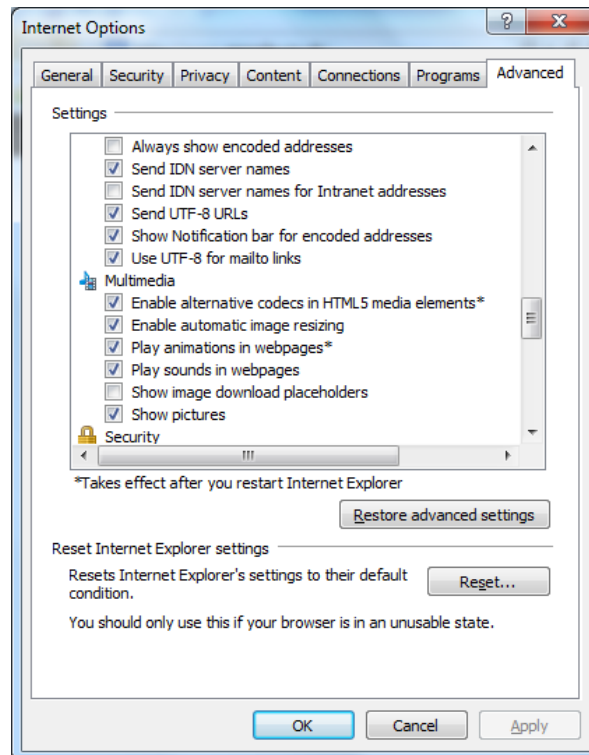 Internet Options
General Security Privacy Content Connections Programs Advanced
Settings
Always show encoded addresses
Send IDN server names
Send IDN server names for Intranet addresses
Send UTF-8 URLs
Show Notification bar for encoded addresses
Use UTF-8 for mailto links
Multimedia
Enable alternative codecs in HTML5 media elements*
Enable automatic image resizing
Play animations in webpages*
Play sounds in webpages
Show image download placeholders
Show pictures
Security
*Takes effect after you restart Internet Explorer
Restore advanced settings
Reset Internet Explorer settings
Resets Internet Explorer's settings to their default
condition.
Reset...
You should only use this if your browser is in an unusable state.
OK Cancel Apply